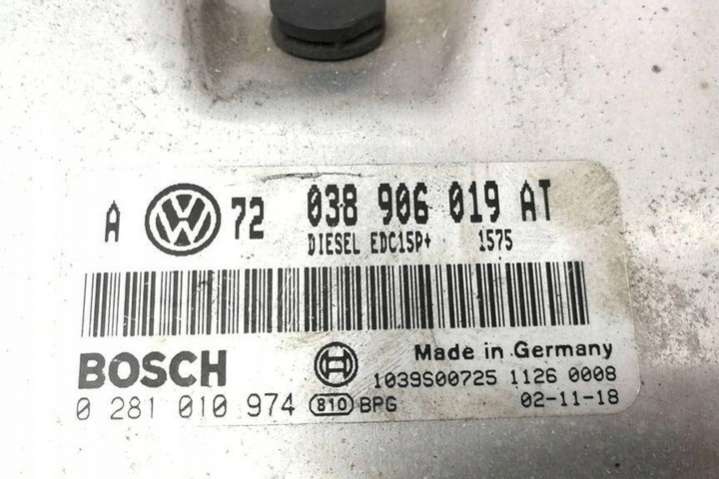 A VW 72 038 906 019 AT
DIESEL EDC15P+ 1575
BOSCH Made in Germany
1039S00725 1126 0008
0 281 010 974 810 BPG 02-11-18